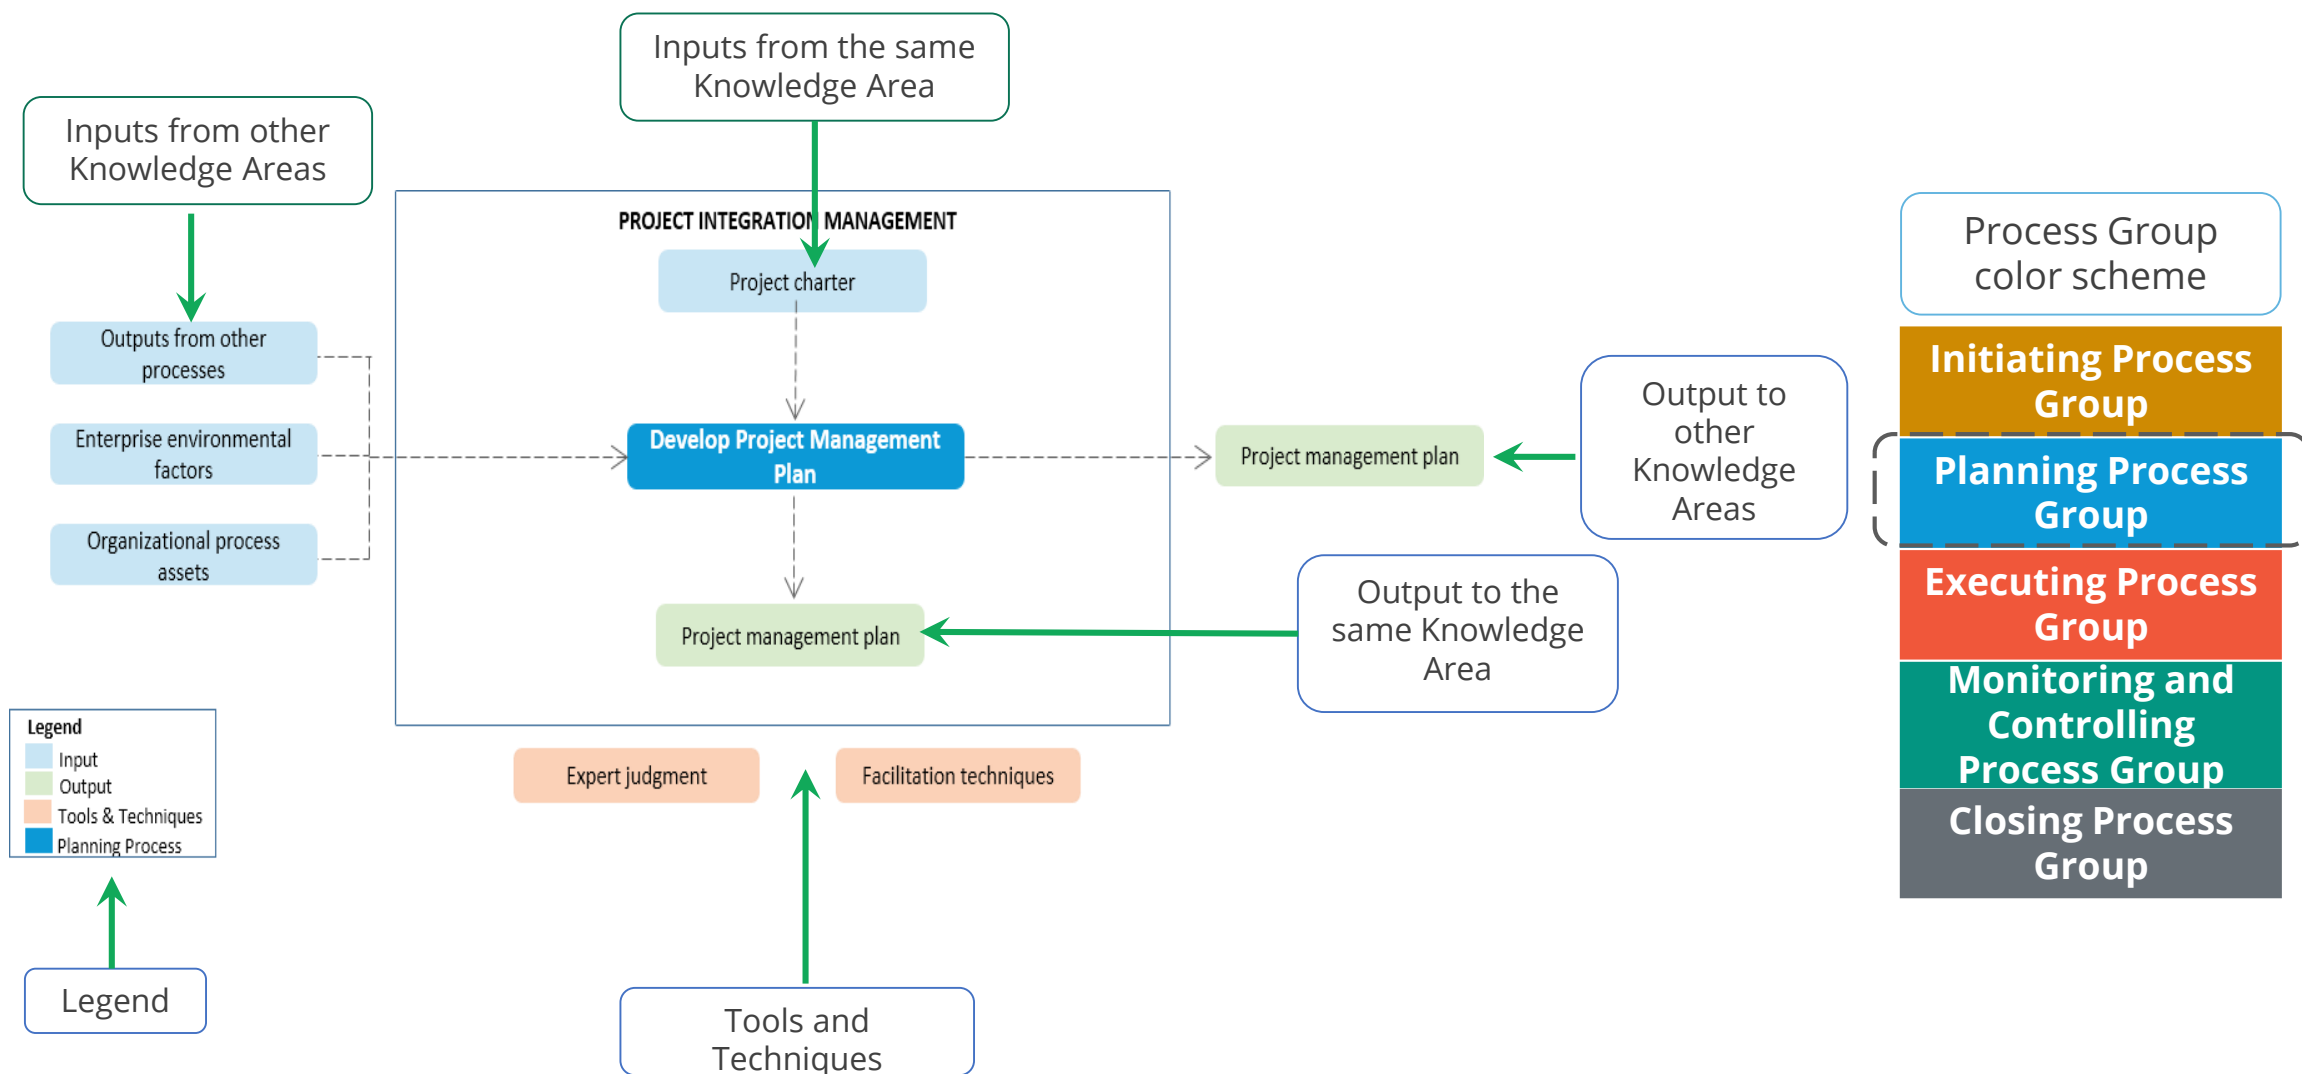 Inputs from the same
Knowledge Area
Inputs from other
Knowledge Areas
PROJECT INTEGRATION MANAGEMENT
Project charter
Outputs from other
processes
Enterprise environmental
factors
Organizational process
assets
Develop Project Management
Plan
Project management plan
Project management plan
Output to
other
Knowledge
Areas
Output to the
same Knowledge
Area
Process Group
color scheme
Initiating Process
Group
Planning Process
Group
Executing Process
Group
Monitoring and
Controlling
Process Group
Closing Process
Group
Legend
Input
Output
Tools & Techniques
Planning Process
Expert judgment
Facilitation techniques
Legend
Tools and
Techniques